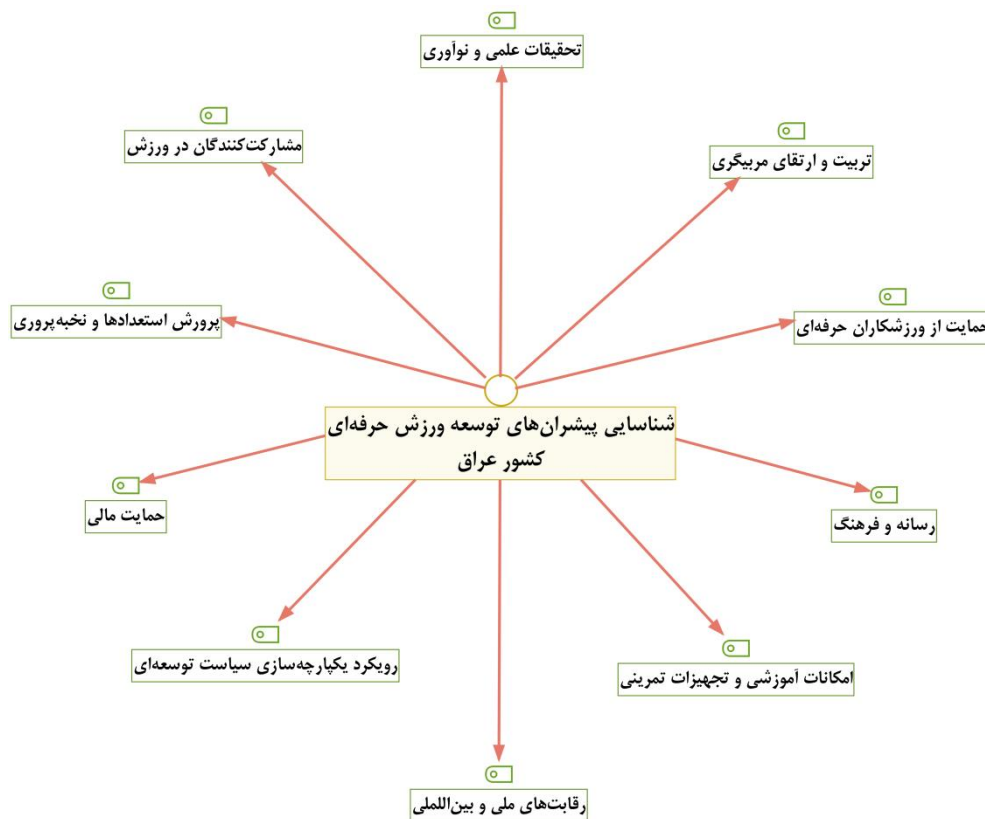 تحقیقات علمی و نوآوری
مشارکت‌کنندگان در ورزش
تربیت و ارتقای مربیگری
پرورش استعدادها و نخبه‌پروری
حمایت از ورزشکاران حرفه‌ای
شناسایی پیشران‌های توسعه ورزش حرفه‌ای
کشور عراق
حمایت مالی
رسانه و فرهنگ
رویکرد یکپارچه‌سازی سیاست توسعه‌ای
امکانات آموزشی و تجهیزات تمرینی
رقابت‌های ملی و بین‌اللملی